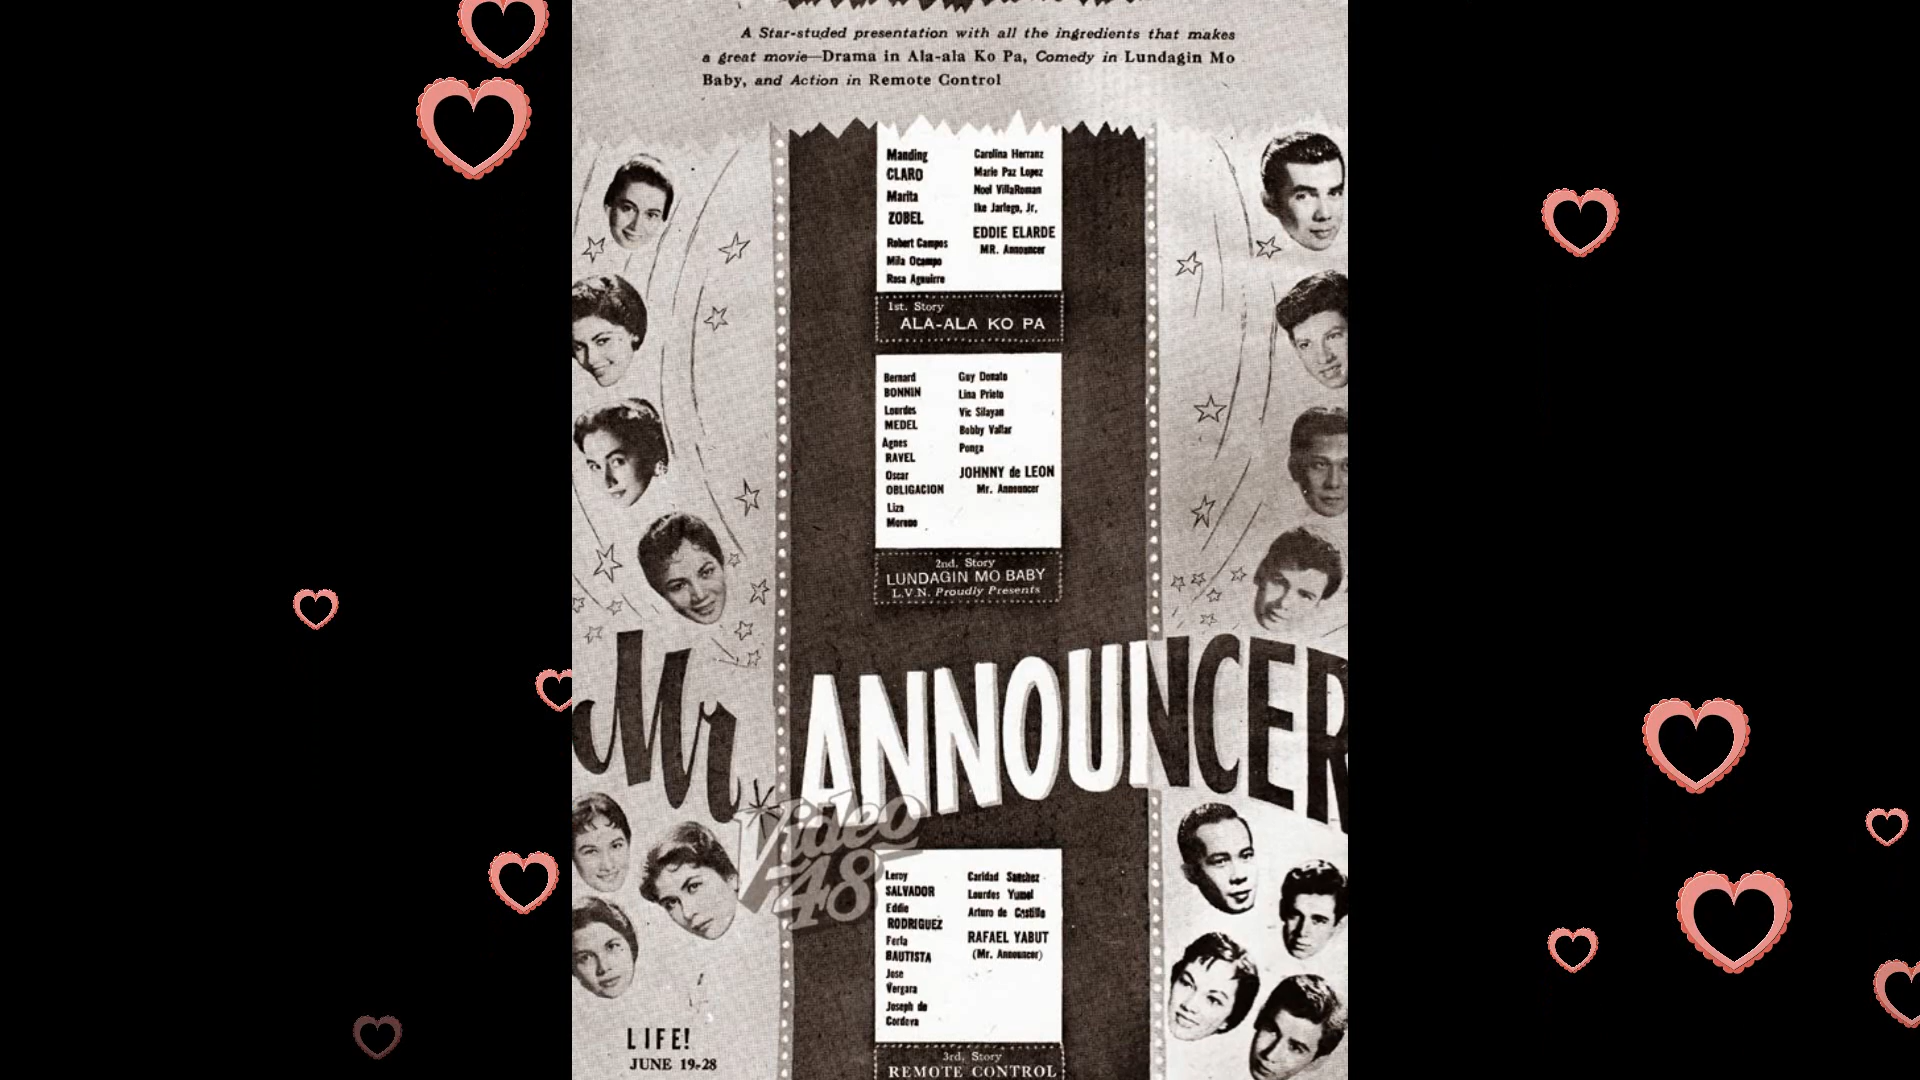 A Star-studed presentation with all the ingredients that makes
a great movie—Drama in Ala-ala Ko Pa, Comedy in Lundagin Mo
Baby, and Action in Remote Control
Manding
CLARO
Marita
ZOBEL
Robert Campos
Mila Ocampo
Rosa Aguirre
Carolina Herranz
Marie Paz Lopez
Noel VillaRoman
Ike Jarlego, Jr.
EDDIE ELARDE
MR. Announcer
1st. Story
ALA-ALA KO PA
Bernard
BONNIN
Lourdes
MEDEL
Agnes
RAVEL
Oscar
OBLIGACION
Liza
Moreno
Guy Donato
Lina Prieto
Vic Silayan
Bobby Vallar
Ponga
JOHNNY de LEON
Mr. Announcer
2nd. Story
LUNDAGIN MO BABY
L.V.N. Proudly Presents
Mr. ANNOUNCER
Video
48
Leroy
SALVADOR
Eddie
RODRIGUEZ
Ferla
BAUTISTA
Jose
Vergara
Joseph de
Cordova
Caridad Sanchez
Lourdes Yumol
Arturo de Castillo
RAFAEL YABUT
(Mr. Announcer)
LIFE!
JUNE 19-28
3rd. Story
REMOTE CONTROL